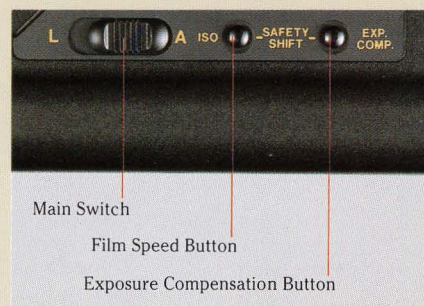 L A ISO -SAFETY SHIFT- EXP. COMP.
Main Switch
Film Speed Button
Exposure Compensation Button